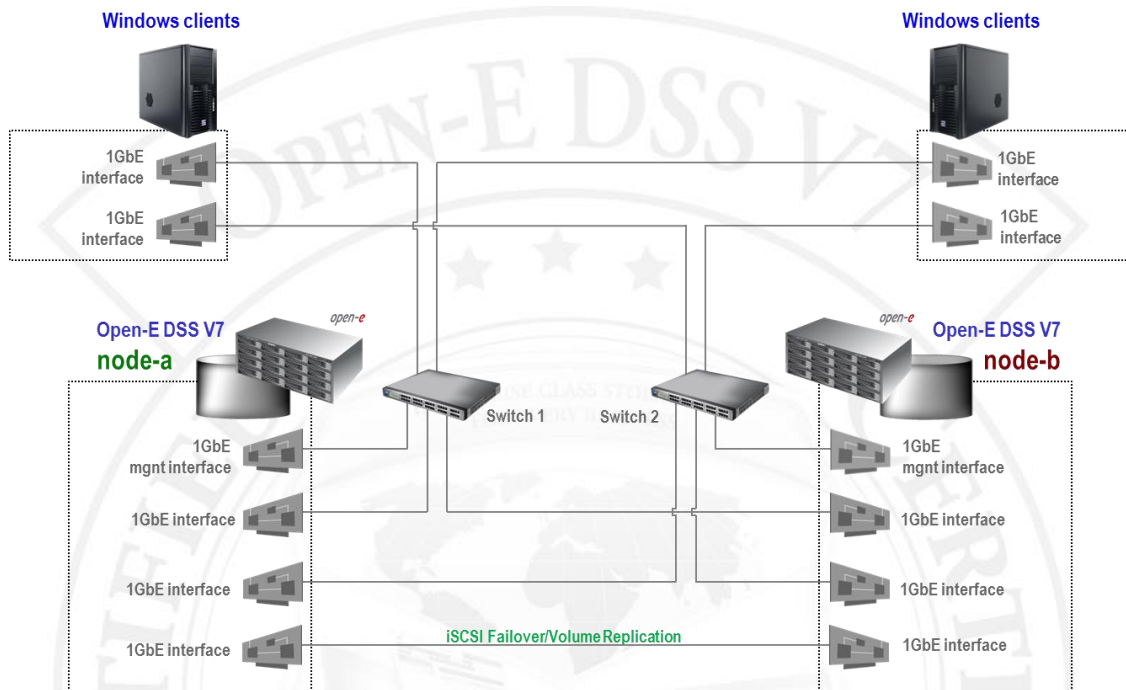 Windows clients
Windows clients
1GbE
interface
1GbE
interface
1GbE
interface
1GbE
interface
OPEN-E DSS V7
Open-E DSS V7
node-a
open-e
open-e
Open-E DSS V7
node-b
Switch 1
Switch 2
1GbE
mgnt interface
1GbE
mgnt interface
1GbE interface
1GbE interface
1GbE interface
1GbE interface
iSCSI Failover/Volume Replication
1GbE interface
1GbE interface